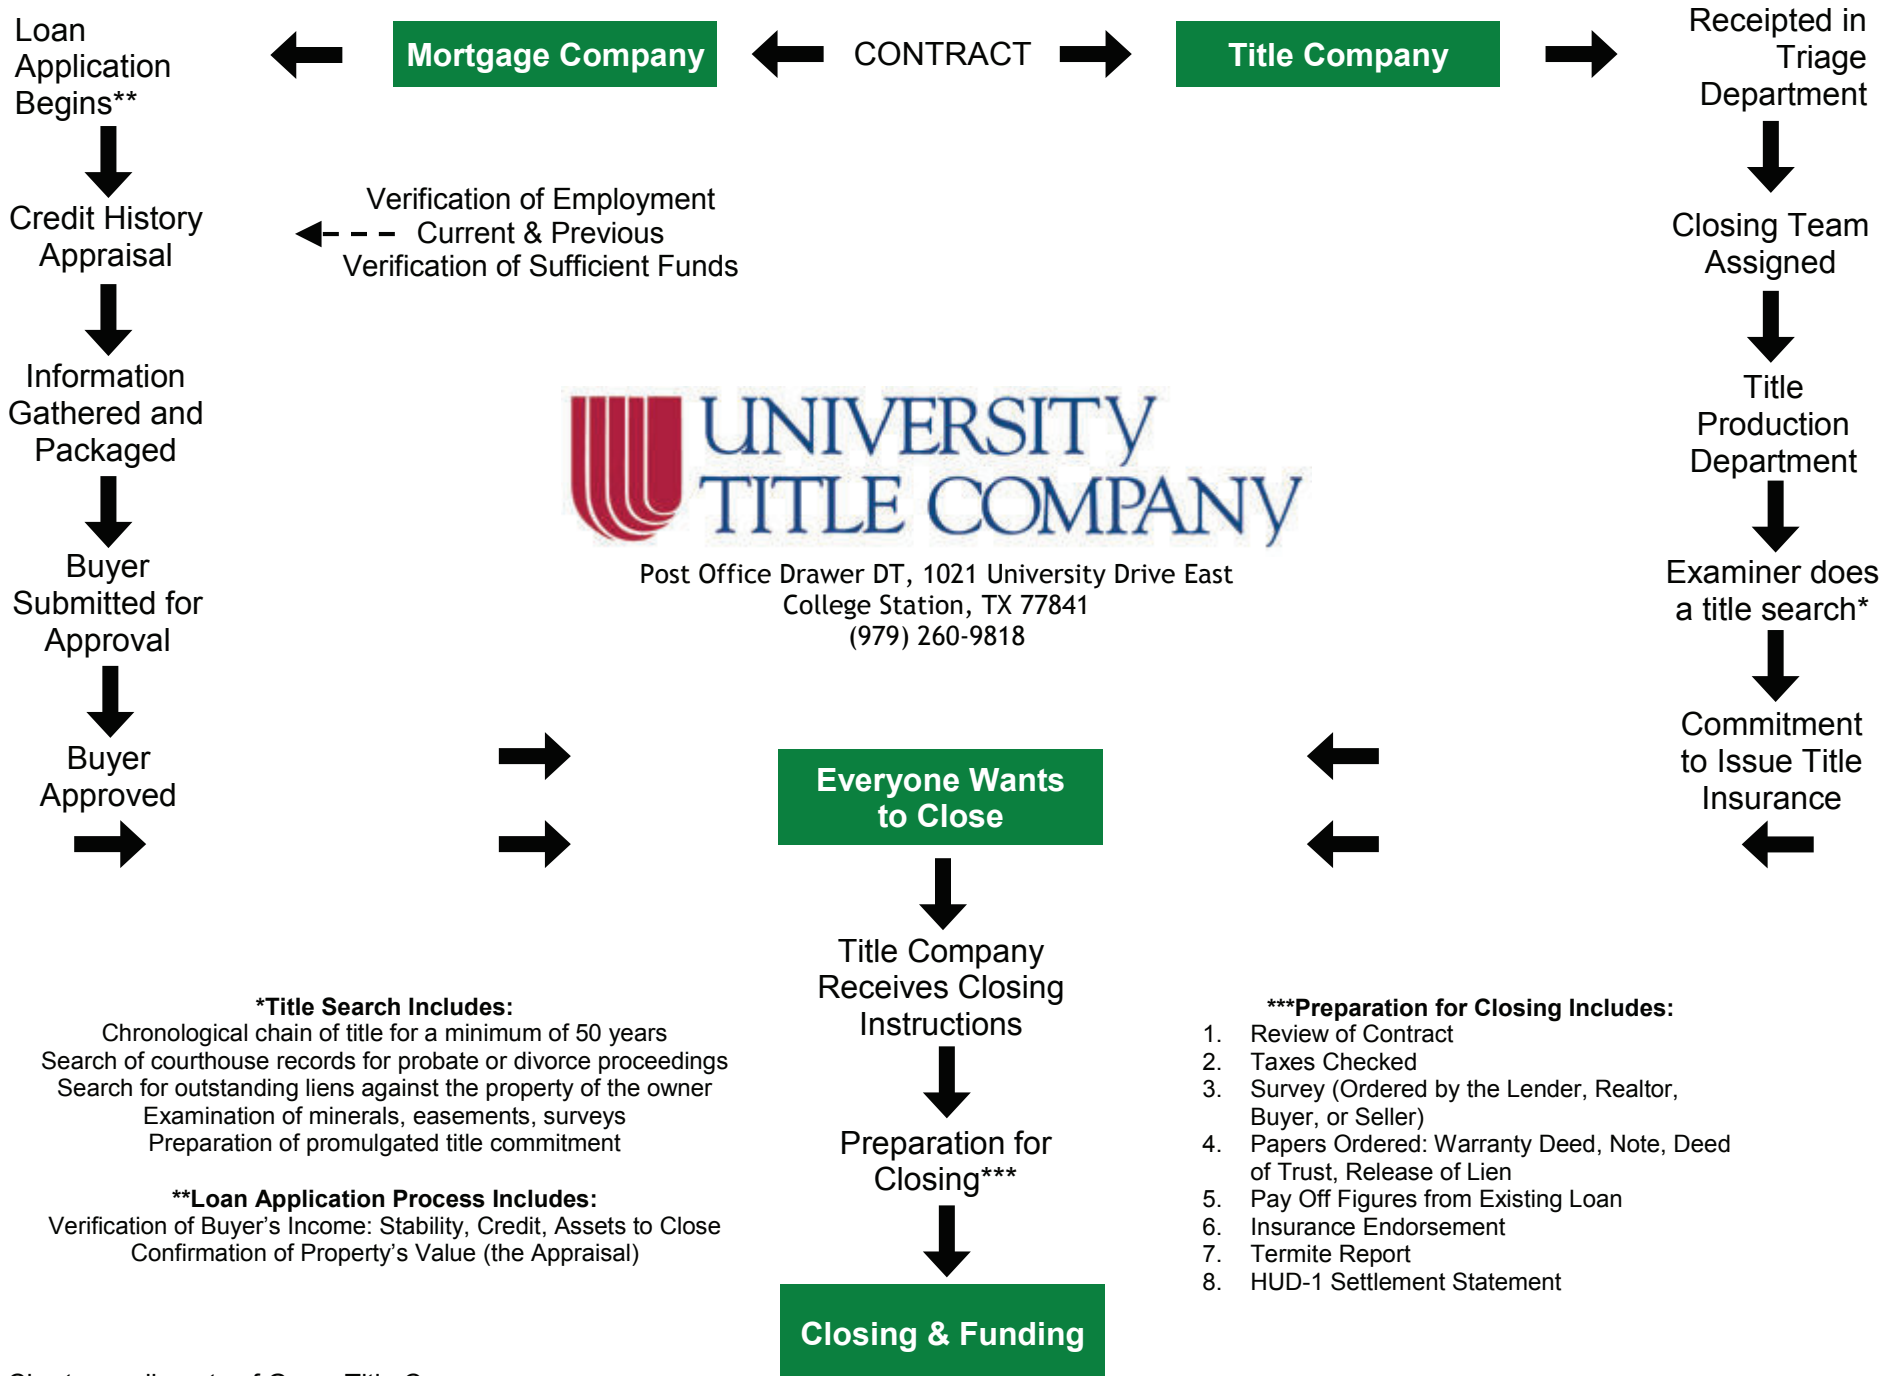 Loan
Application
Begins**
Mortgage Company
CONTRACT
Title Company
Receipted in
Triage
Department
Credit History
Appraisal
Verification of Employment
Current & Previous
Verification of Sufficient Funds
Closing Team
Assigned
Information
Gathered and
Packaged
UNIVERSITY
TITLE COMPANY
Post Office Drawer DT, 1021 University Drive East
College Station, TX 77841
(979) 260-9818
Title
Production
Department
Buyer
Submitted for
Approval
Examiner does
a title search*
Buyer
Approved
Everyone Wants
to Close
Commitment
to Issue Title
Insurance
Title Company
Receives Closing
Instructions
Preparation for
Closing***
Closing & Funding
*Title Search Includes:
Chronological chain of title for a minimum of 50 years
Search of courthouse records for probate or divorce proceedings
Search for outstanding liens against the property of the owner
Examination of minerals, easements, surveys
Preparation of promulgated title commitment
**Loan Application Process Includes:
Verification of Buyer’s Income: Stability, Credit, Assets to Close
Confirmation of Property’s Value (the Appraisal)
***Preparation for Closing Includes:
1. Review of Contract
2. Taxes Checked
3. Survey (Ordered by the Lender, Realtor,
Buyer, or Seller)
4. Papers Ordered: Warranty Deed, Note, Deed
of Trust, Release of Lien
5. Pay Off Figures from Existing Loan
6. Insurance Endorsement
7. Termite Report
8. HUD-1 Settlement Statement